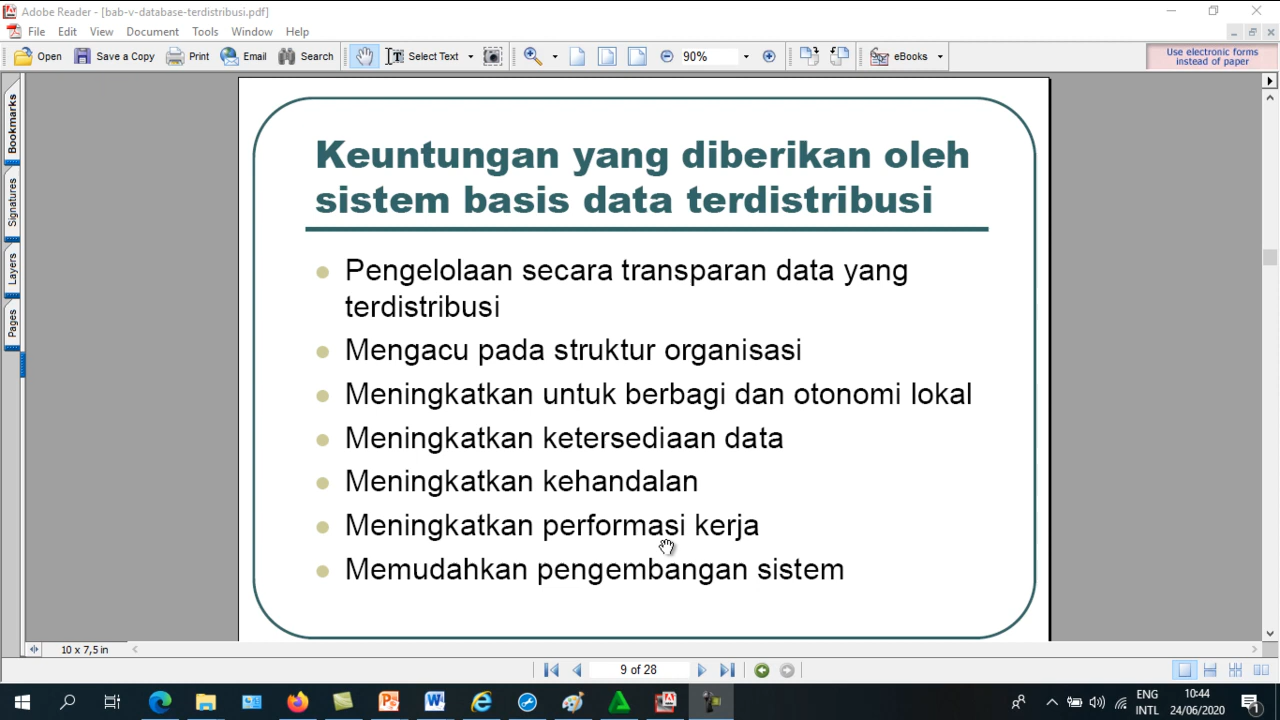 Adobe Reader - [bab-v-database-terdistribusi.pdf]
File Edit View Document Tools Window Help
Open Save a Copy Print Email Search Select Text 90% eBooks
Use electronic forms
instead of paper
Bookmarks
Signatures
Layers
Pages
Keuntungan yang diberikan oleh
sistem basis data terdistribusi
Pengelolaan secara transparan data yang
terdistribusi
Mengacu pada struktur organisasi
Meningkatkan untuk berbagi dan otonomi lokal
Meningkatkan ketersediaan data
Meningkatkan kehandalan
Meningkatkan performasi kerja
Memudahkan pengembangan sistem
10 x 7,5 in
9 of 28
ENG 10:44
INTL 24/06/2020